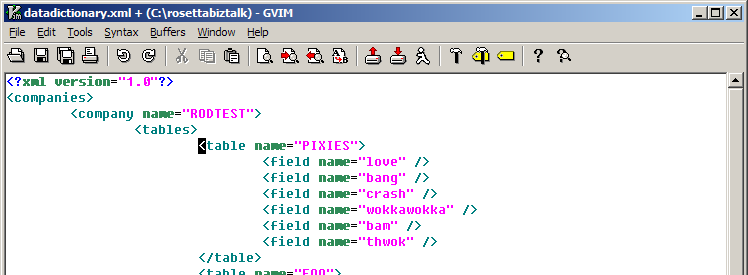 datadictionary.xml + (C:\rosettabiztalk) - GVIM
File Edit Tools Syntax Buffers Window Help
<?xml version="1.0"?>
<companies>
<company name="RODTEST">
<tables>
<table name="PIXIES">
<field name="love" />
<field name="bang" />
<field name="crash" />
<field name="wokkawokka" />
<field name="bam" />
<field name="thwok" />
</table>
<table name="FOO">